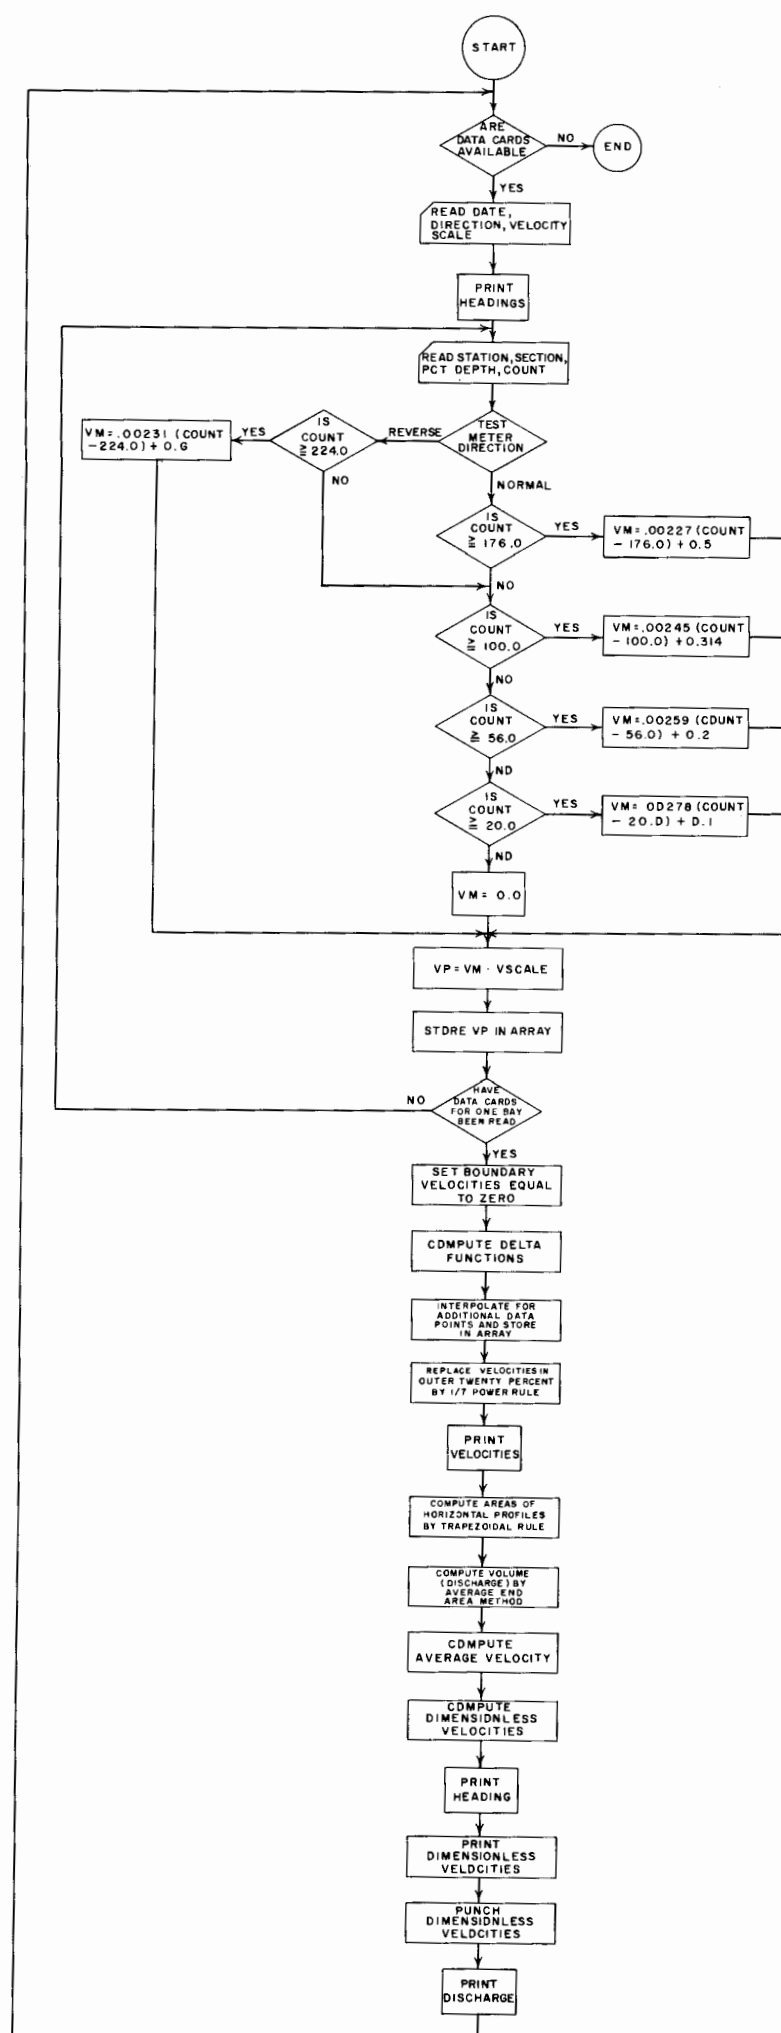 START
ARE
DATA CARDS
AVAILABLE
NO
END
YES
READ DATE,
DIRECTION, VELOCITY
SCALE
PRINT
HEADINGS
READ STATION, SECTION,
PCT DEPTH, COUNT
TEST
METER
DIRECTION
REVERSE
IS
COUNT
≧ 224.0
YES
VM=.00231 (COUNT
-224.0) + 0.6
NO
NORMAL
IS
COUNT
≧ 176.0
YES
VM=.00227 (COUNT
- 176.0) + 0.5
NO
IS
COUNT
≧ 100.0
YES
VM=.00245 (COUNT
-100.0) + 0.314
NO
IS
COUNT
≧ 56.0
YES
VM=.00259 (CDUNT
- 56.0) + 0.2
ND
IS
COUNT
≧ 20.0
YES
VM= 0D278 (COUNT
- 20.D) + D.1
ND
VM= 0.0
VP=VM · VSCALE
STDRE VP IN ARRAY
HAVE
DATA CARDS
FOR ONE BAY
BEEN READ
NO
YES
SET BOUNDARY
VELOCITIES EQUAL
TO ZERO
CDMPUTE DELTA
FUNCTIONS
INTERPOLATE FOR
ADDITIONAL DATA
POINTS AND STORE
IN ARRAY
REPLACE VELOCITIES IN
OUTER TWENTY PERCENT
BY 1/7 POWER RULE
PRINT
VELOCITIES
COMPUTE AREAS OF
HORIZDNTAL PROFILES
BY TRAPEZOIDAL RULE
COMPUTE VOLUME
(DISCHARGE) BY
AVERAGE END
AREA METHOD
CDMPUTE
AVERAGE VELOCITY
CDMPUTE
DIMENSIDNLESS
VELOCITIES
PRINT
HEADING
PRINT
DIMENSIONLESS
VELDCITIES
PUNCH
DIMENSIDNLESS
VELDCITIES
PRINT
DISCHARGE